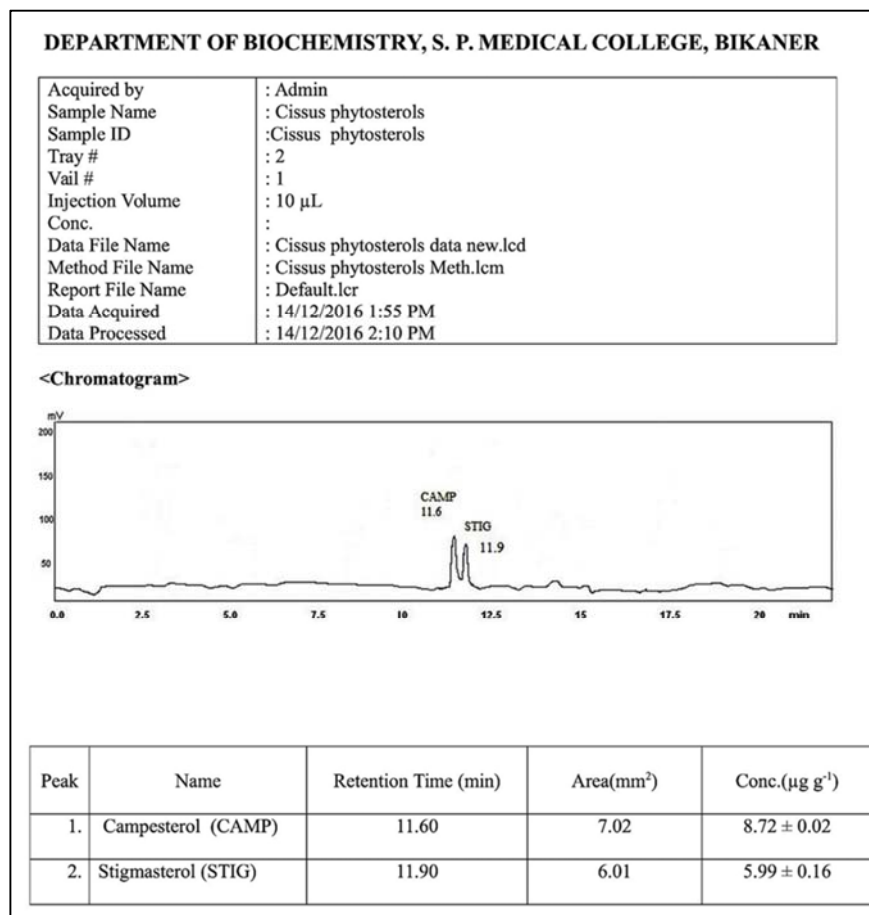 DEPARTMENT OF BIOCHEMISTRY, S. P. MEDICAL COLLEGE, BIKANER
Acquired by : Admin
Sample Name : Cissus phytosterols
Sample ID :Cissus phytosterols
Tray # : 2
Vail # : 1
Injection Volume : 10 µL
Conc. :
Data File Name : Cissus phytosterols data new.lcd
Method File Name : Cissus phytosterols Meth.lcm
Report File Name : Default.lcr
Data Acquired : 14/12/2016 1:55 PM
Data Processed : 14/12/2016 2:10 PM
<Chromatogram>
mV
200
150
100
50
CAMP
11.6
STIG
11.9
0.0 2.5 5.0 7.5 10 12.5 15 17.5 20 min
Peak Name Retention Time (min) Area(mm²) Conc.(µg g⁻¹)
1. Campesterol (CAMP) 11.60 7.02 8.72 ± 0.02
2. Stigmasterol (STIG) 11.90 6.01 5.99 ± 0.16